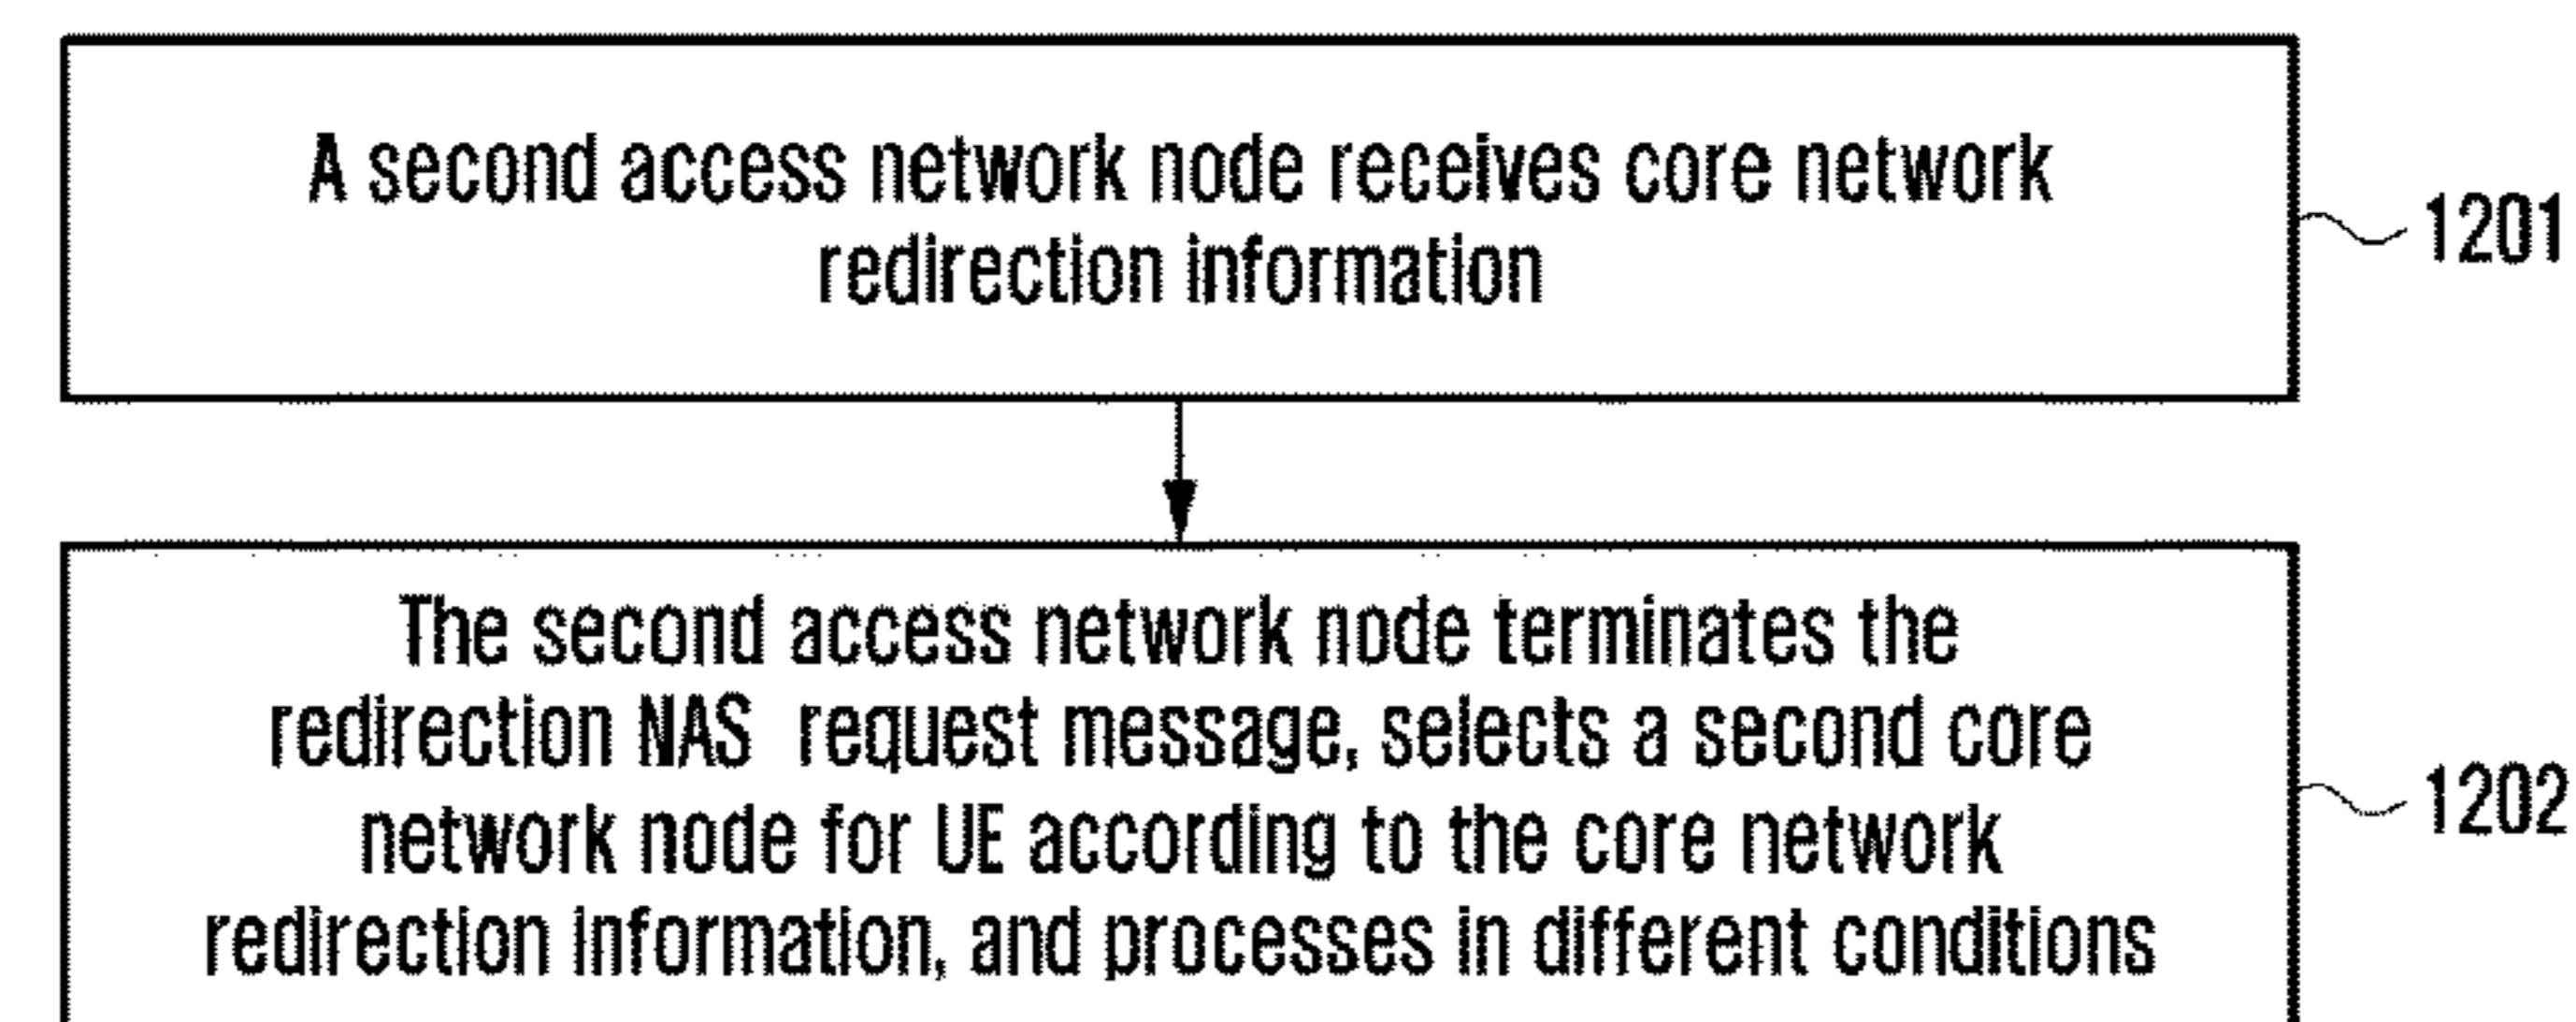 A second access network node receives core network
redirection information
1201
The second access network node terminates the
redirection NAS request message, selects a second core
network node for UE according to the core network
redirection information, and processes in different conditions
1202